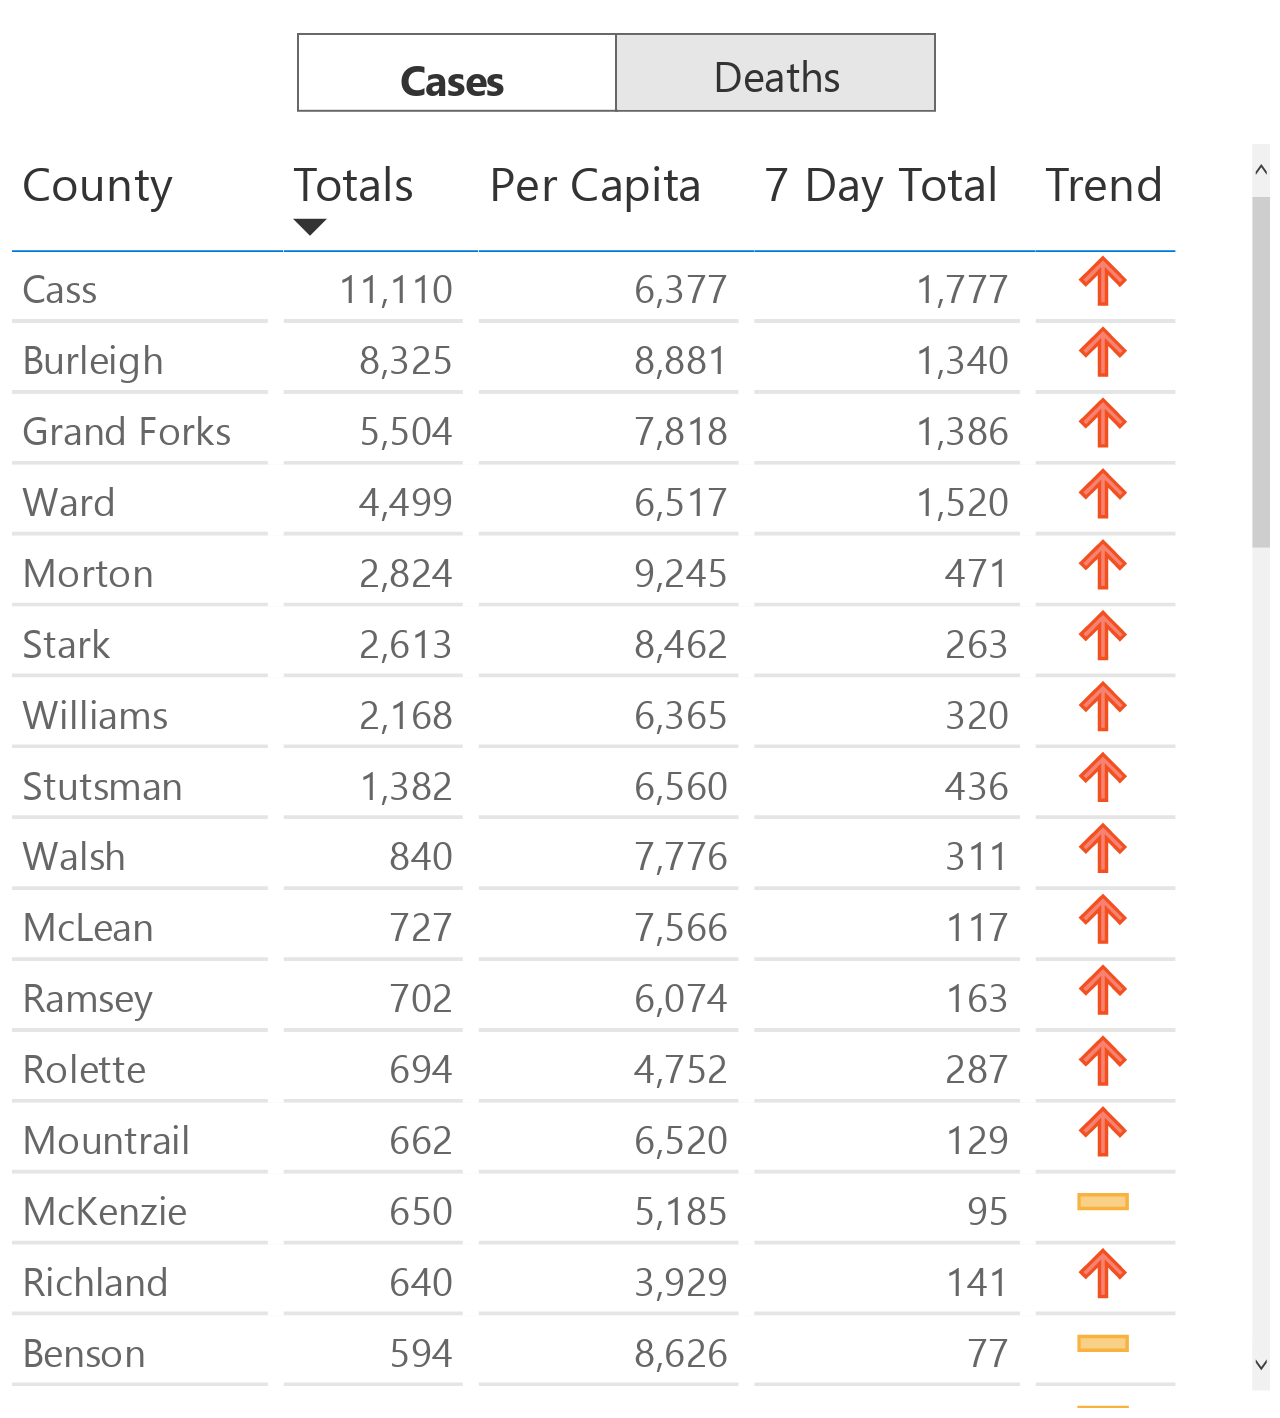 Cases Deaths
County Totals Per Capita 7 Day Total Trend
Cass 11,110 6,377 1,777
Burleigh 8,325 8,881 1,340
Grand Forks 5,504 7,818 1,386
Ward 4,499 6,517 1,520
Morton 2,824 9,245 471
Stark 2,613 8,462 263
Williams 2,168 6,365 320
Stutsman 1,382 6,560 436
Walsh 840 7,776 311
McLean 727 7,566 117
Ramsey 702 6,074 163
Rolette 694 4,752 287
Mountrail 662 6,520 129
McKenzie 650 5,185 95
Richland 640 3,929 141
Benson 594 8,626 77